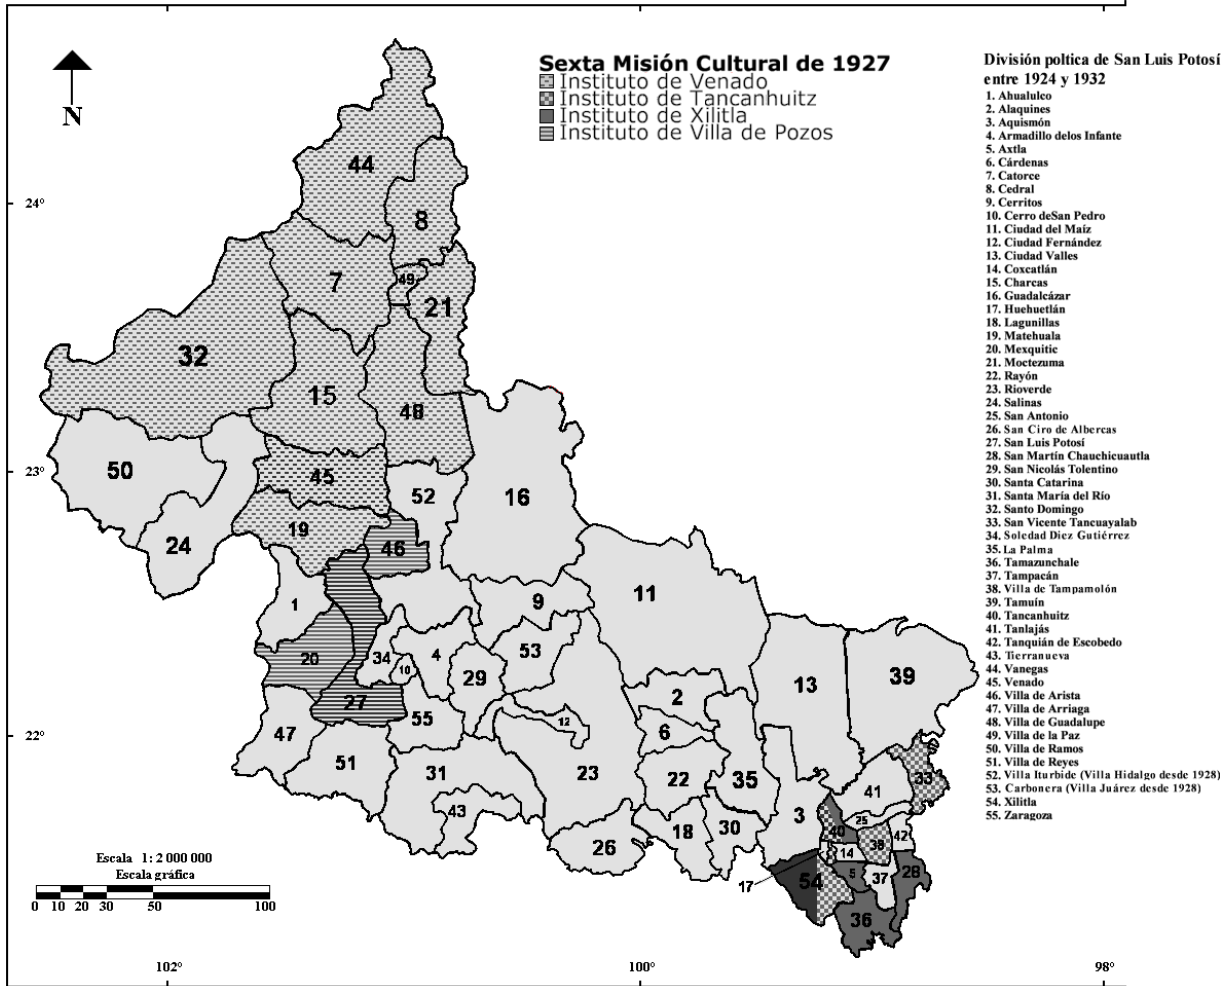 Sexta Misión Cultural de 1927
Instituto de Venado
Instituto de Tancanhuitz
Instituto de Xilitla
Instituto de Villa de Pozos
División poltica de San Luis Potosí
entre 1924 y 1932
1. Ahualulco
2. Alaquines
3. Aquismón
4. Armadillo delos Infante
5. Axtla
6. Cárdenas
7. Catorce
8. Cedral
9. Cerritos
10. Cerro deSan Pedro
11. Ciudad del Maíz
12. Ciudad Fernández
13. Ciudad Valles
14. Coxcatlán
15. Charcas
16. Guadalcázar
17. Huehuetlán
18. Lagunillas
19. Matehuala
20. Mexquitic
21. Moctezuma
22. Rayón
23. Rioverde
24. Salinas
25. San Antonio
26. San Ciro de Albercas
27. San Luis Potosí
28. San Martín Chauchicuautla
29. San Nicolás Tolentino
30. Santa Catarina
31. Santa María del Río
32. Santo Domingo
33. San Vicente Tancuayalab
34. Soledad Diez Gutiérrez
35. La Palma
36. Tamazunchale
37. Tampacán
38. Villa de Tampamolón
39. Tamuín
40. Tancanhuitz
41. Tanlajás
42. Tanquián de Escobedo
43. Tierranueva
44. Vanegas
45. Venado
46. Villa de Arista
47. Villa de Arriaga
48. Villa de Guadalupe
49. Villa de la Paz
50. Villa de Ramos
51. Villa de Reyes
52. Villa Iturbide (Villa Hidalgo desde 1928)
53. Carbonera (Villa Juárez desde 1928)
54. Xilitla
55. Zaragoza
N
24º
23º
22º
44
8
7
49
21
32
15
48
50
45
52
16
19
24
46
1
9
11
20
34
10
4
29
53
27
55
12
2
13
39
47
51
31
43
23
6
22
35
26
18
30
3
41
33
25
40
38
42
14
17
5
54
37
28
36
Escala 1: 2 000 000
Escala gráfica
0 10 20 30 50 100
102º 100º 98º